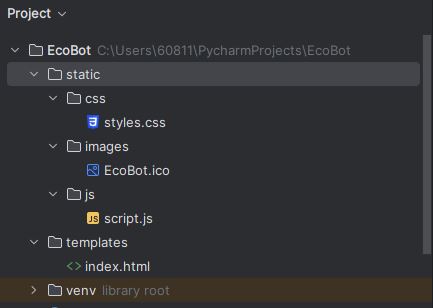 Project
EcoBot C:\Users\60811\PycharmProjects\EcoBot
static
css
styles.css
images
EcoBot.ico
js
JS script.js
templates
<> index.html
venv library root